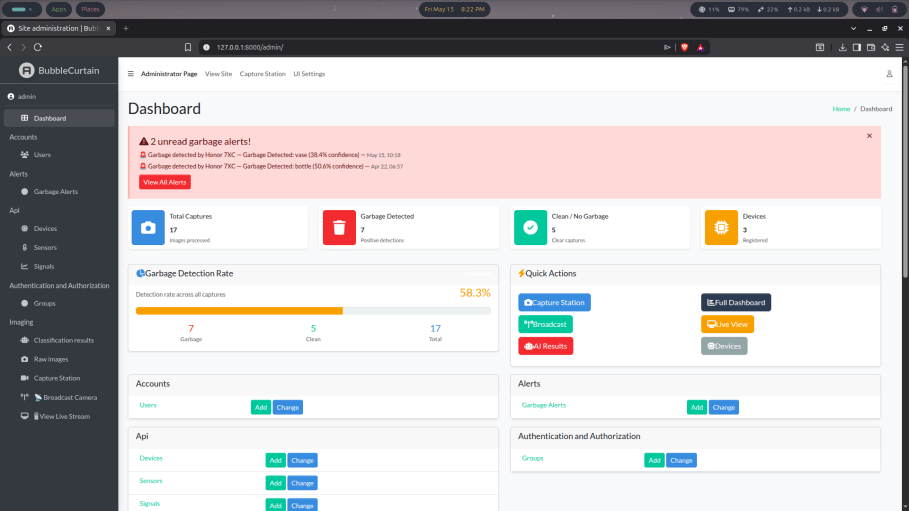 Apps
Places
Fri May 15 8:22 PM
11%
79%
22%
0.2 kB
0.2 kB
Site administration | Bubbl
127.0.0.1:8000/admin/
BubbleCurtain
admin
Dashboard
Accounts
Users
Alerts
Garbage Alerts
Api
Devices
Sensors
Signals
Authentication and Authorization
Groups
Imaging
Classification results
Raw images
Capture Station
Broadcast Camera
View Live Stream
Administrator Page View Site Capture Station UI Settings
Dashboard
Home / Dashboard
2 unread garbage alerts!
Garbage detected by Honor 7XC — Garbage Detected: vase (38.4% confidence) — May 15, 10:18
Garbage detected by Honor 7XC — Garbage Detected: bottle (50.6% confidence) — Apr 22, 06:57
View All Alerts
Total Captures
17
Images processed
Garbage Detected
7
Positive detections
Clean / No Garbage
5
Clear captures
Devices
3
Registered
Garbage Detection Rate
Detection rate across all captures
58.3%
7
Garbage
5
Clean
17
Total
Quick Actions
Capture Station
Full Dashboard
Broadcast
Live View
AI Results
Devices
Accounts
Users Add Change
Alerts
Garbage Alerts Add Change
Api
Devices Add Change
Sensors Add Change
Signals Add Change
Authentication and Authorization
Groups Add Change